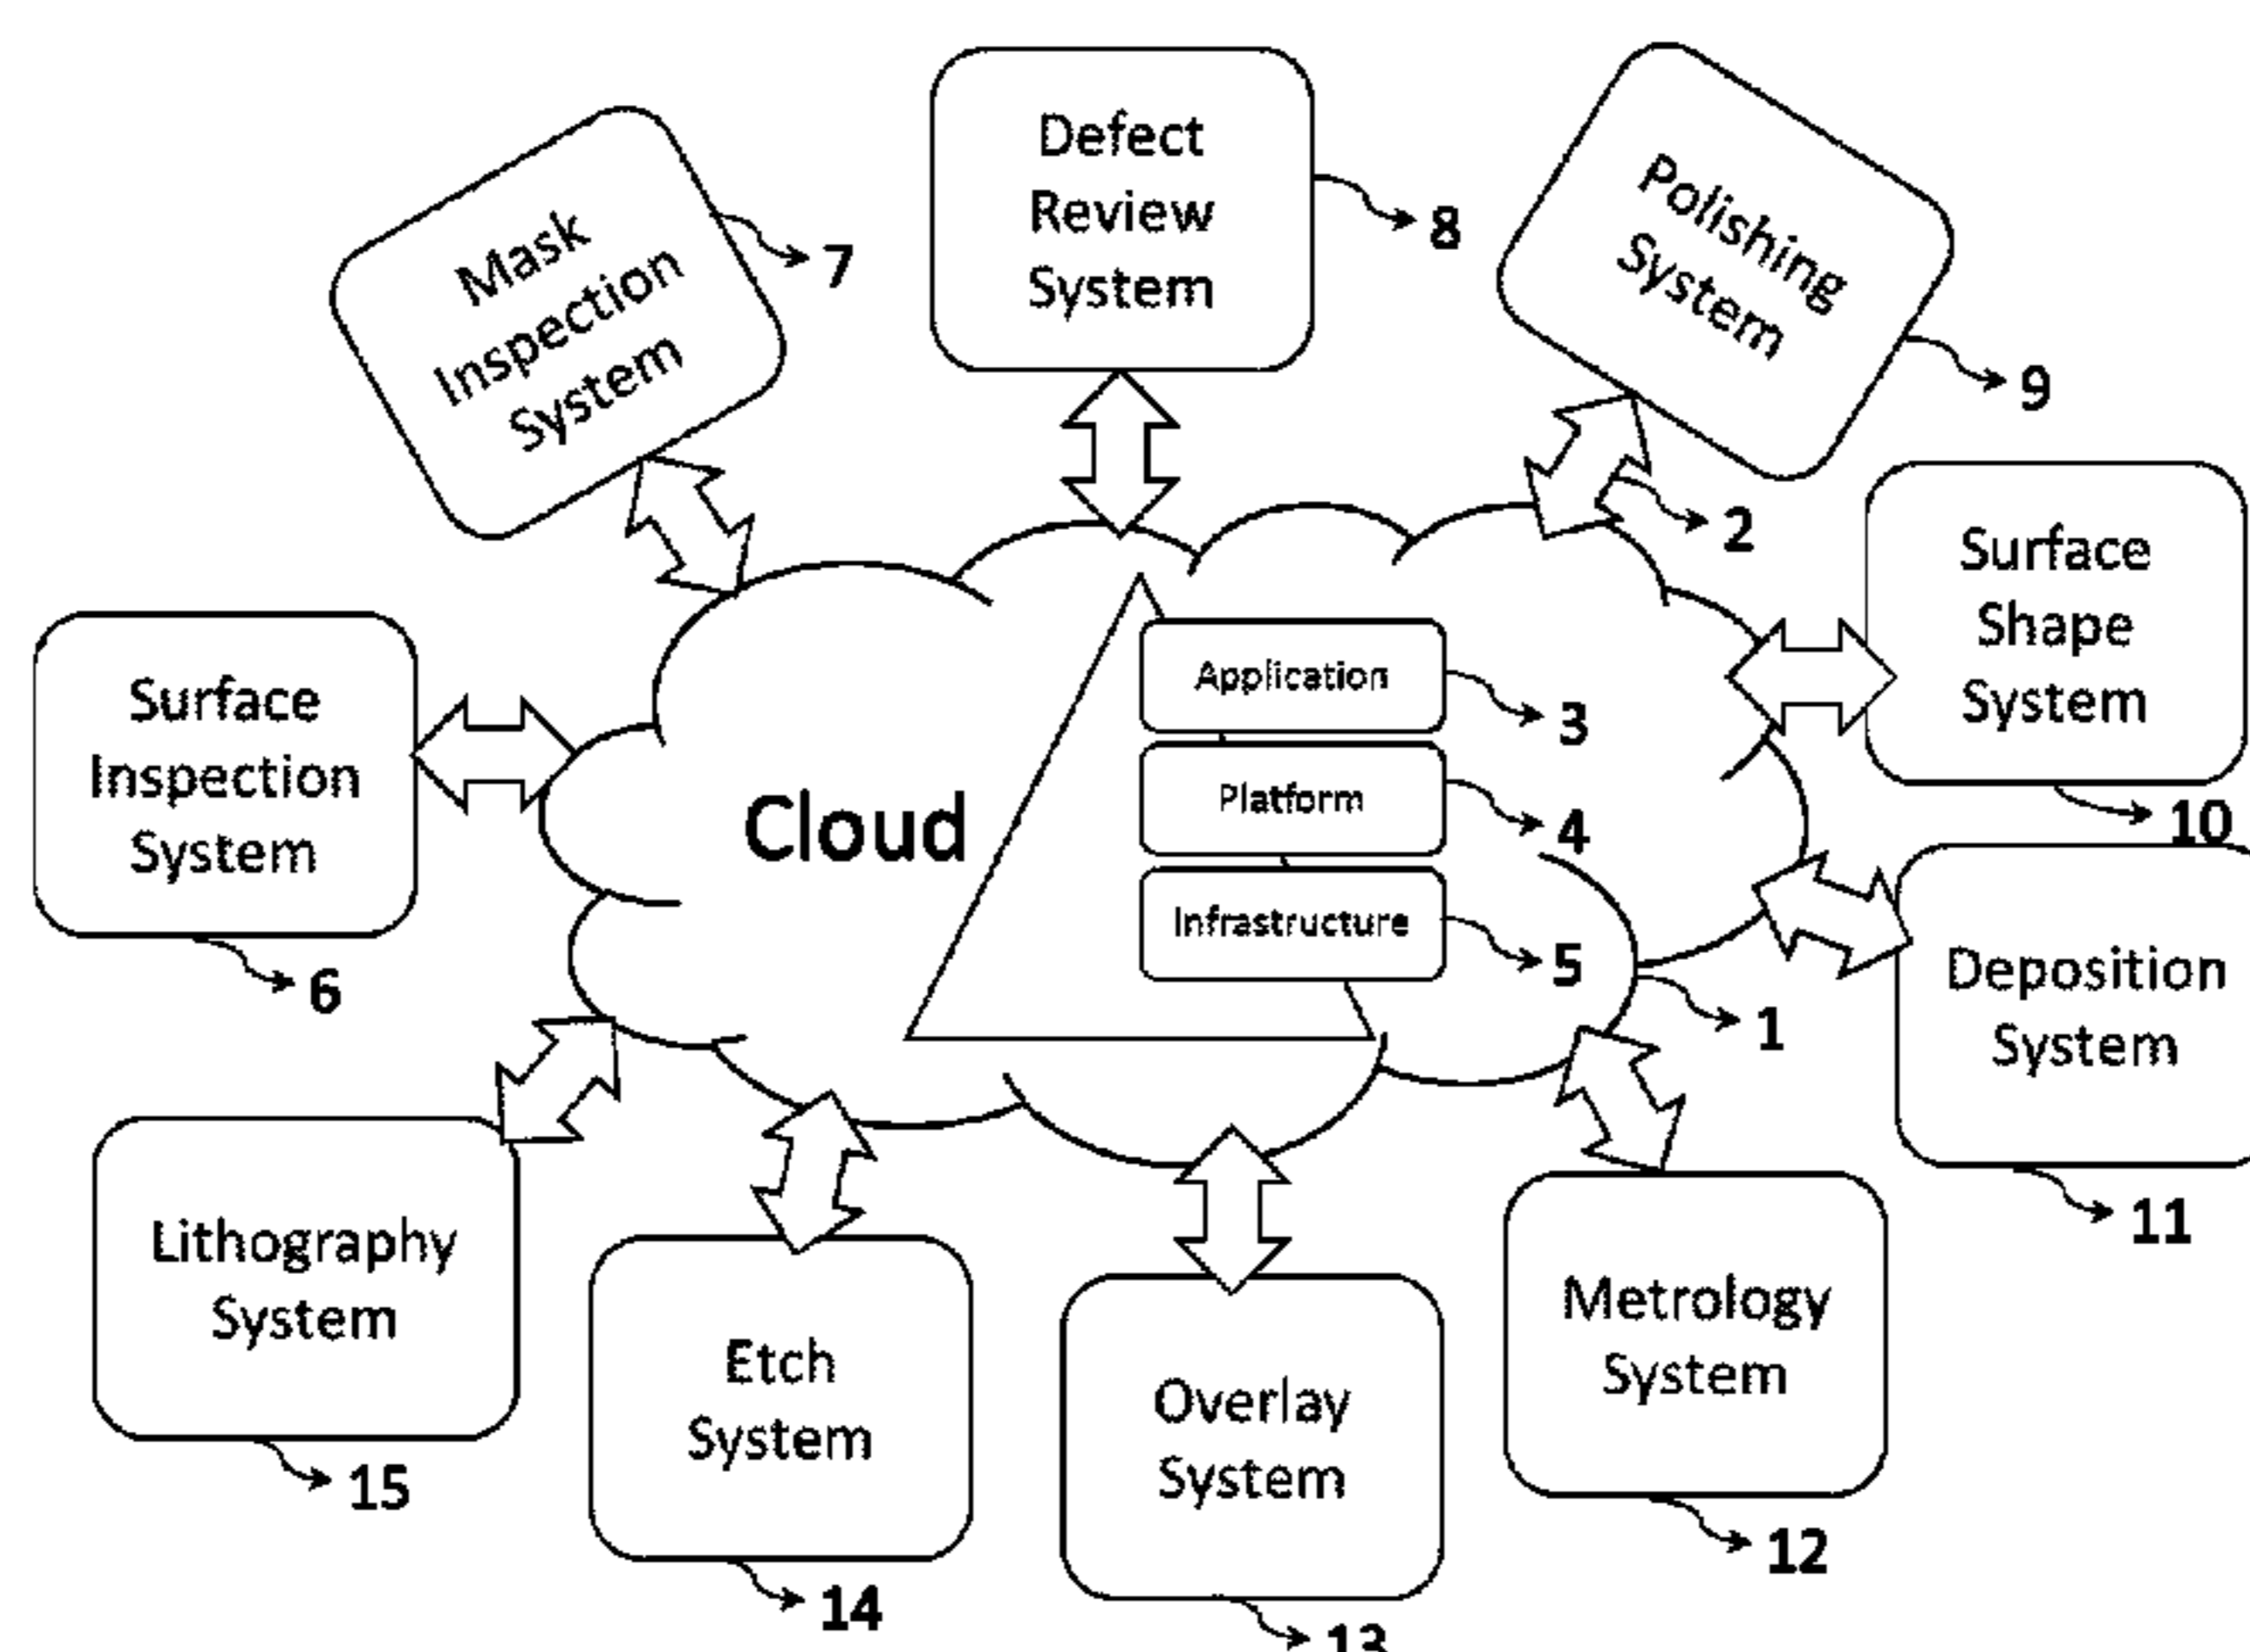 Defect
Review
System
8
Polishing
System
9
Mask
Inspection
System
7
2
Surface
Shape
System
10
Surface
Inspection
System
6
Cloud
Application
3
Platform
4
Infrastructure
5
1
Deposition
System
11
Lithography
System
15
Etch
System
14
Overlay
System
13
Metrology
System
12